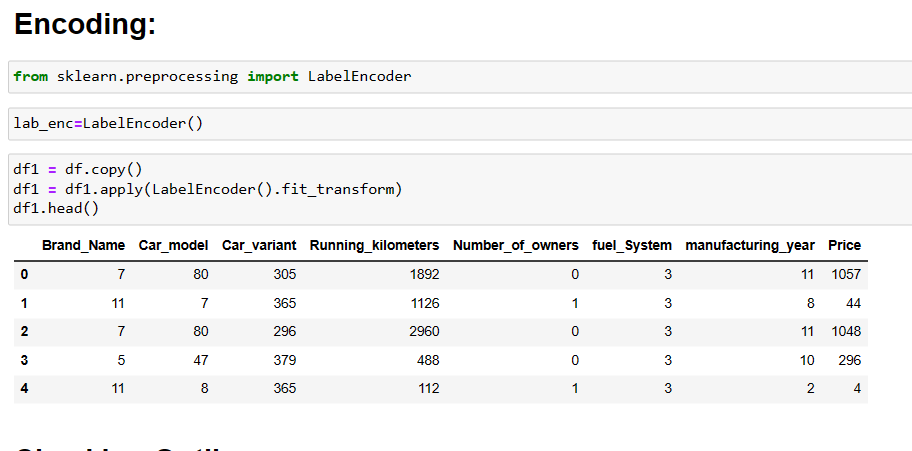 Encoding:
from sklearn.preprocessing import LabelEncoder
lab_enc=LabelEncoder()
df1 = df.copy()
df1 = df1.apply(LabelEncoder().fit_transform)
df1.head()
Brand_Name Car_model Car_variant Running_kilometers Number_of_owners fuel_System manufacturing_year Price
0 7 80 305 1892 0 3 11 1057
1 11 7 365 1126 1 3 8 44
2 7 80 296 2960 0 3 11 1048
3 5 47 379 488 0 3 10 296
4 11 8 365 112 1 3 2 4